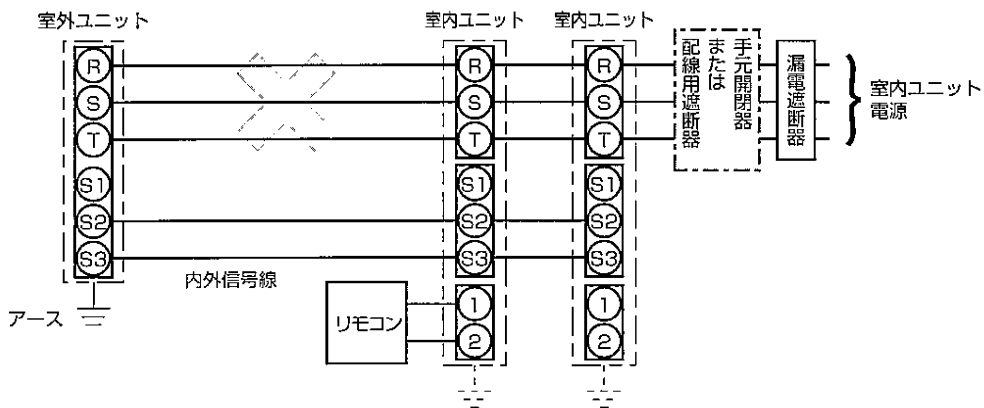 室外ユニット
室内ユニット
室内ユニット
R
S
T
S1
S2
S3
R
S
T
S1
S2
S3
1
2
R
S
T
S1
S2
S3
1
2
手元開閉器
または
配線用遮断器
漏電遮断器
室内ユニット
電源
内外信号線
リモコン
アース